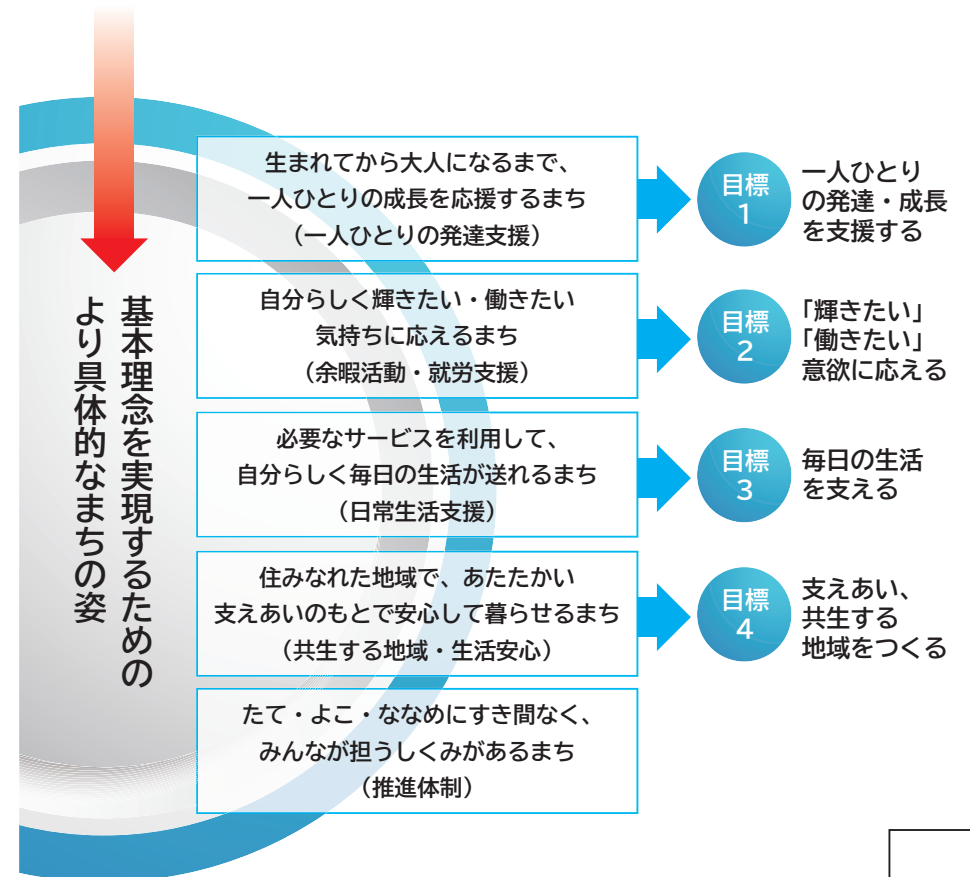 基本理念を実現するための
より具体的なまちの姿
生まれてから大人になるまで、
一人ひとりの成長を応援するまち
（一人ひとりの発達支援）
目標
1
一人ひとり
の発達・成長
を支援する
自分らしく輝きたい・働きたい
気持ちに応えるまち
（余暇活動・就労支援）
目標
2
「輝きたい」
「働きたい」
意欲に応える
必要なサービスを利用して、
自分らしく毎日の生活が送れるまち
（日常生活支援）
目標
3
毎日の生活
を支える
住みなれた地域で、あたたかい
支えあいのもとで安心して暮らせるまち
（共生する地域・生活安心）
目標
4
支えあい、
共生する
地域をつくる
たて・よこ・ななめにすき間なく、
みんなが担うしくみがあるまち
（推進体制）